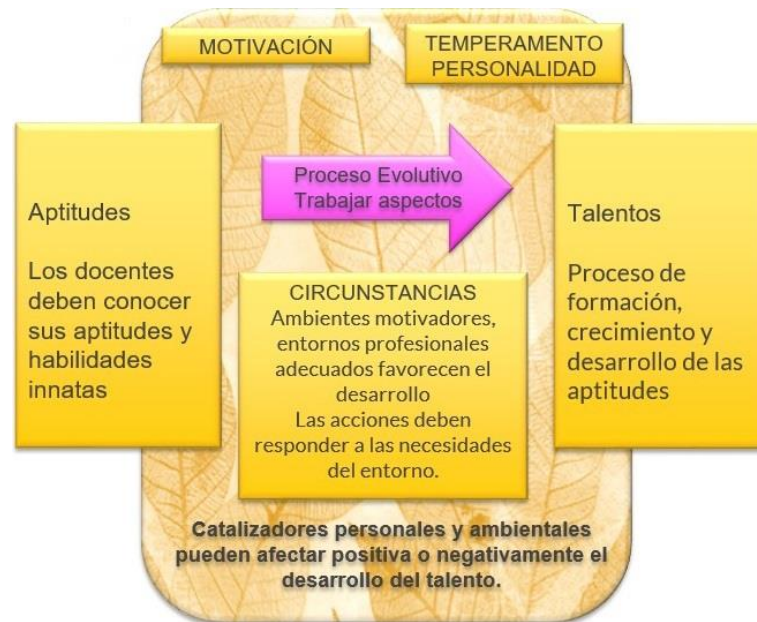 MOTIVACIÓN
TEMPERAMENTO
PERSONALIDAD
Aptitudes
Los docentes
deben conocer
sus aptitudes y
habilidades
innatas
Proceso Evolutivo
Trabajar aspectos
CIRCUNSTANCIAS
Ambientes motivadores,
entornos profesionales
adecuados favorecen el
desarrollo
Las acciones deben
responder a las necesidades
del entorno.
Talentos
Proceso de
formación,
crecimiento y
desarrollo de las
aptitudes
Catalizadores personales y ambientales
pueden afectar positiva o negativamente el
desarrollo del talento.